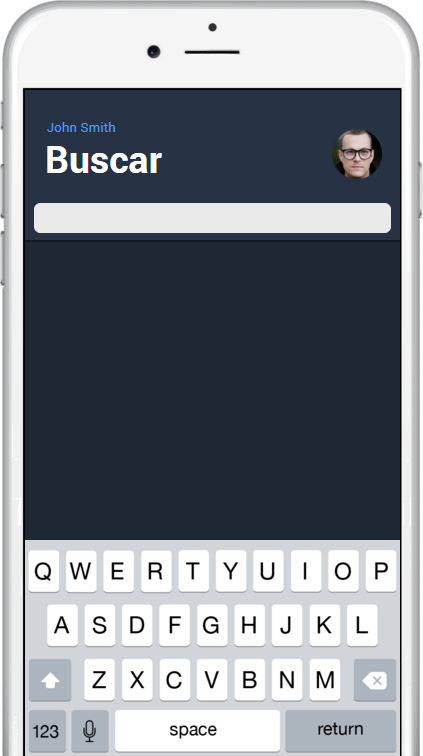 John Smith
Buscar
Q W E R T Y U I O P
A S D F G H J K L
Z X C V B N M
123 space return